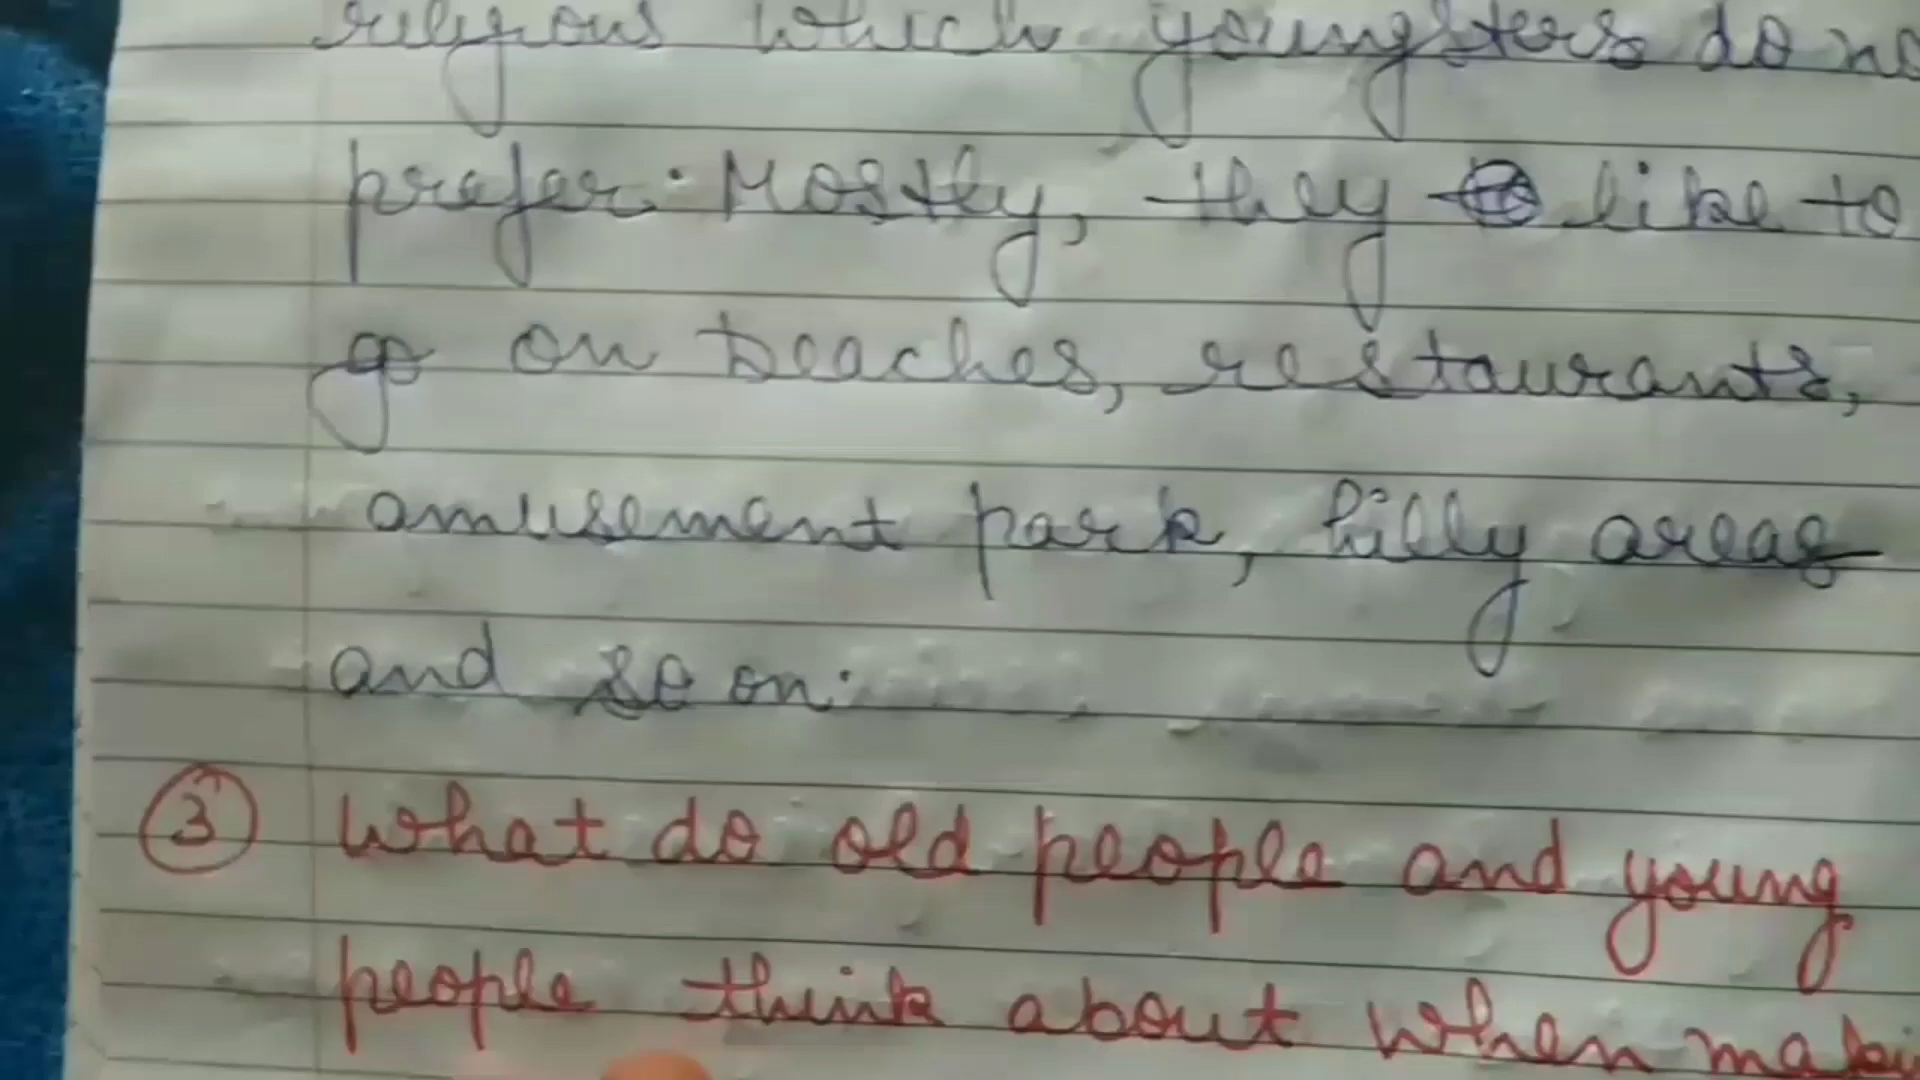 religious which youngsters do no
prefer. Mostly, they like to
go on beaches, restaurants,
amusement park, hilly areas
and so on.
3 What do old people and young
people think about when maki